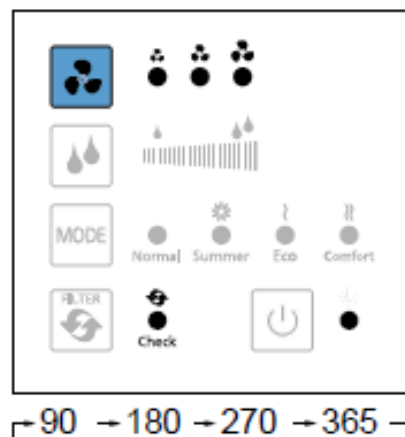 MODE
Normal Summer Eco Comfort
FILTER
Check
90 → 180 → 270 → 365